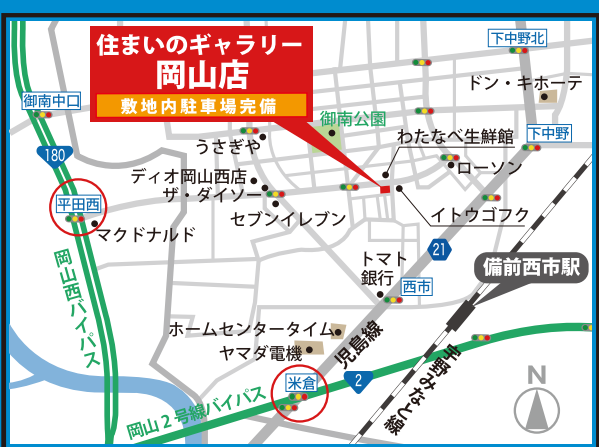 住まいのギャラリー
岡山店
敷地内駐車場完備
下中野北
ドン・キホーテ
御南中口
御南公園
わたなべ生鮮館
下中野
うさぎや
180
ローソン
ディオ岡山西店
ザ・ダイソー
平田西
セブンイレブン
イトウゴフク
マクドナルド
21
トマト
銀行
備前西市駅
西市
岡山西バイパス
ホームセンタータイム
ヤマダ電機
児島線
宇野みなと線
米倉
2
岡山2号線バイパス
N